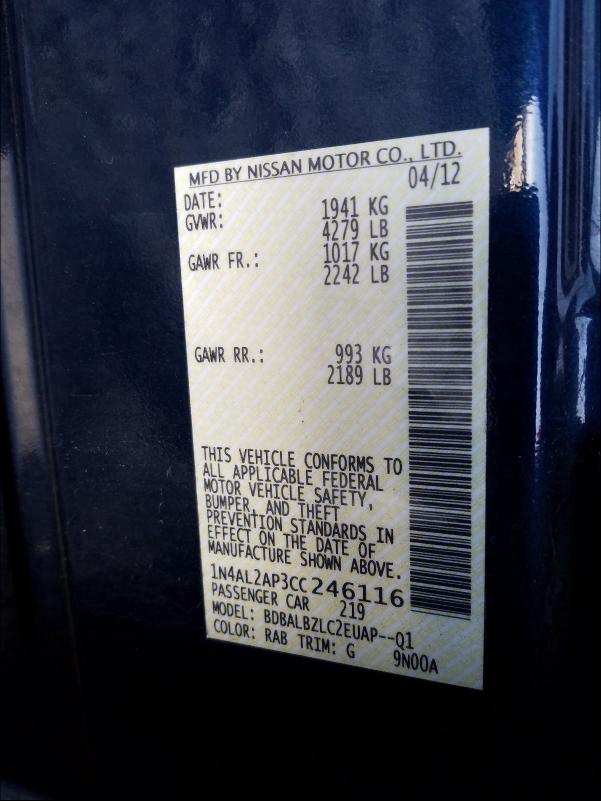 MFD BY NISSAN MOTOR CO., LTD.
DATE: 04/12
GVWR: 1941 KG
4279 LB
GAWR FR.: 1017 KG
2242 LB
GAWR RR.: 993 KG
2189 LB
THIS VEHICLE CONFORMS TO
ALL APPLICABLE FEDERAL
MOTOR VEHICLE SAFETY,
BUMPER, AND THEFT
PREVENTION STANDARDS IN
EFFECT ON THE DATE OF
MANUFACTURE SHOWN ABOVE.
1N4AL2AP3CC246116
PASSENGER CAR 219
MODEL: BDBALBZLC2EUAP--Q1
COLOR: RAB TRIM: G 9N00A